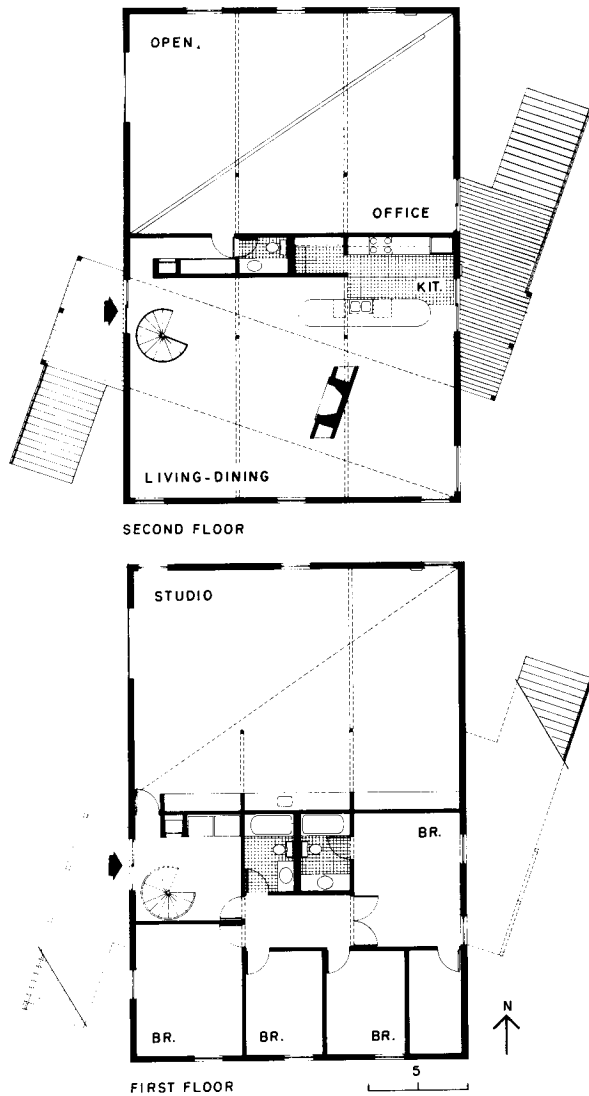 OPEN.
OFFICE
KIT.
LIVING-DINING
SECOND FLOOR
STUDIO
BR.
BR.
BR.
BR.
N
5
FIRST FLOOR